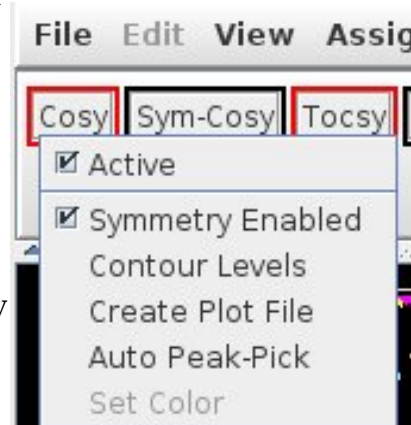 File Edit View Assig
Cosy Sym-Cosy Tocsy
Active
Symmetry Enabled
Contour Levels
Create Plot File
Auto Peak-Pick
Set Color
y